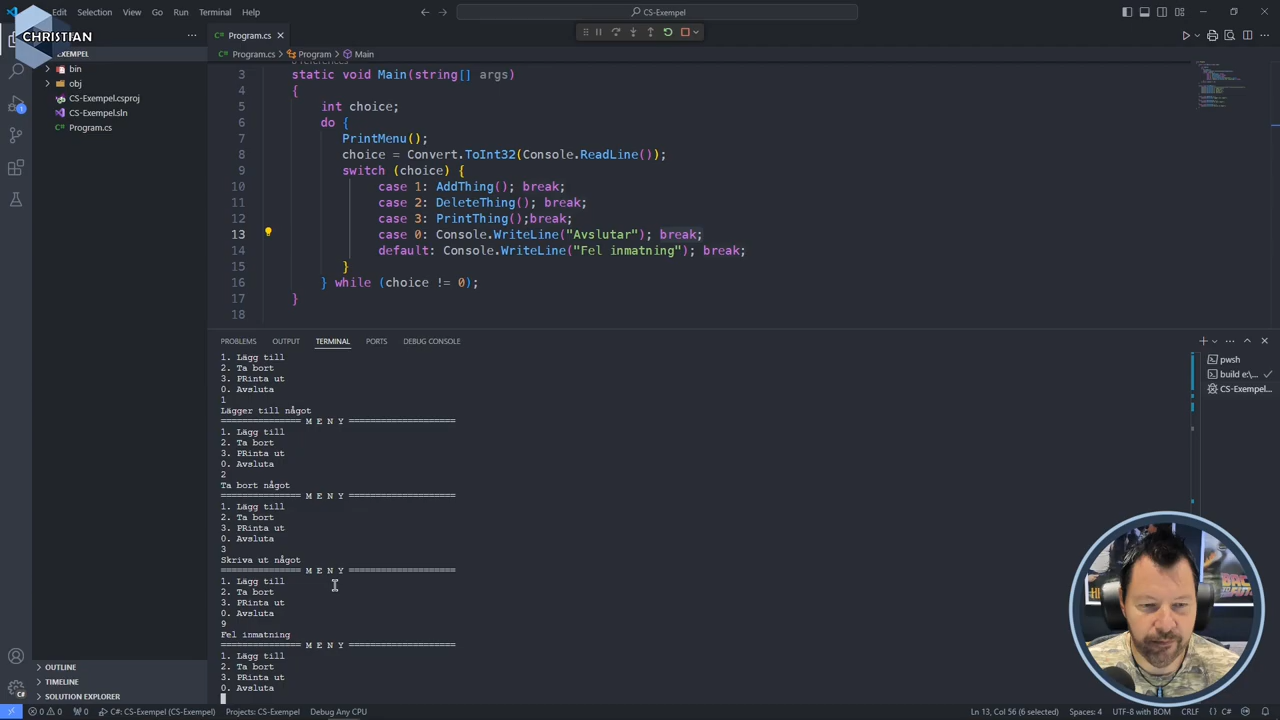 Edit Selection View Go Run Terminal Help
CS-Exempel
CHRISTIAN
EXEMPEL
bin
obj
CS-Exempel.csproj
CS-Exempel.sln
Program.cs
1
OUTLINE
TIMELINE
SOLUTION EXPLORER
Program.cs
Program.cs > Program > Main
3 static void Main(string[] args)
4 {
5 int choice;
6 do {
7 PrintMenu();
8 choice = Convert.ToInt32(Console.ReadLine());
9 switch (choice) {
10 case 1: AddThing(); break;
11 case 2: DeleteThing(); break;
12 case 3: PrintThing();break;
13 case 0: Console.WriteLine("Avslutar"); break;
14 default: Console.WriteLine("Fel inmatning"); break;
15 }
16 } while (choice != 0);
17 }
18
PROBLEMS OUTPUT TERMINAL PORTS DEBUG CONSOLE
1. Lägg till
2. Ta bort
3. PRinta ut
0. Avsluta
1
Lägger till något
=============== M E N Y ====================
1. Lägg till
2. Ta bort
3. PRinta ut
0. Avsluta
2
Ta bort något
=============== M E N Y ====================
1. Lägg till
2. Ta bort
3. PRinta ut
0. Avsluta
3
Skriva ut något
=============== M E N Y ====================
1. Lägg till
2. Ta bort
3. PRinta ut
0. Avsluta
9
Fel inmatning
=============== M E N Y ====================
1. Lägg till
2. Ta bort
3. PRinta ut
0. Avsluta
pwsh
build e:\...
CS-Exempel...
0 0 C#: CS-Exempel (CS-Exempel) Projects: CS-Exempel Debug Any CPU
Ln 13, Col 56 (6 selected) Spaces: 4 UTF-8 with BOM CRLF C#